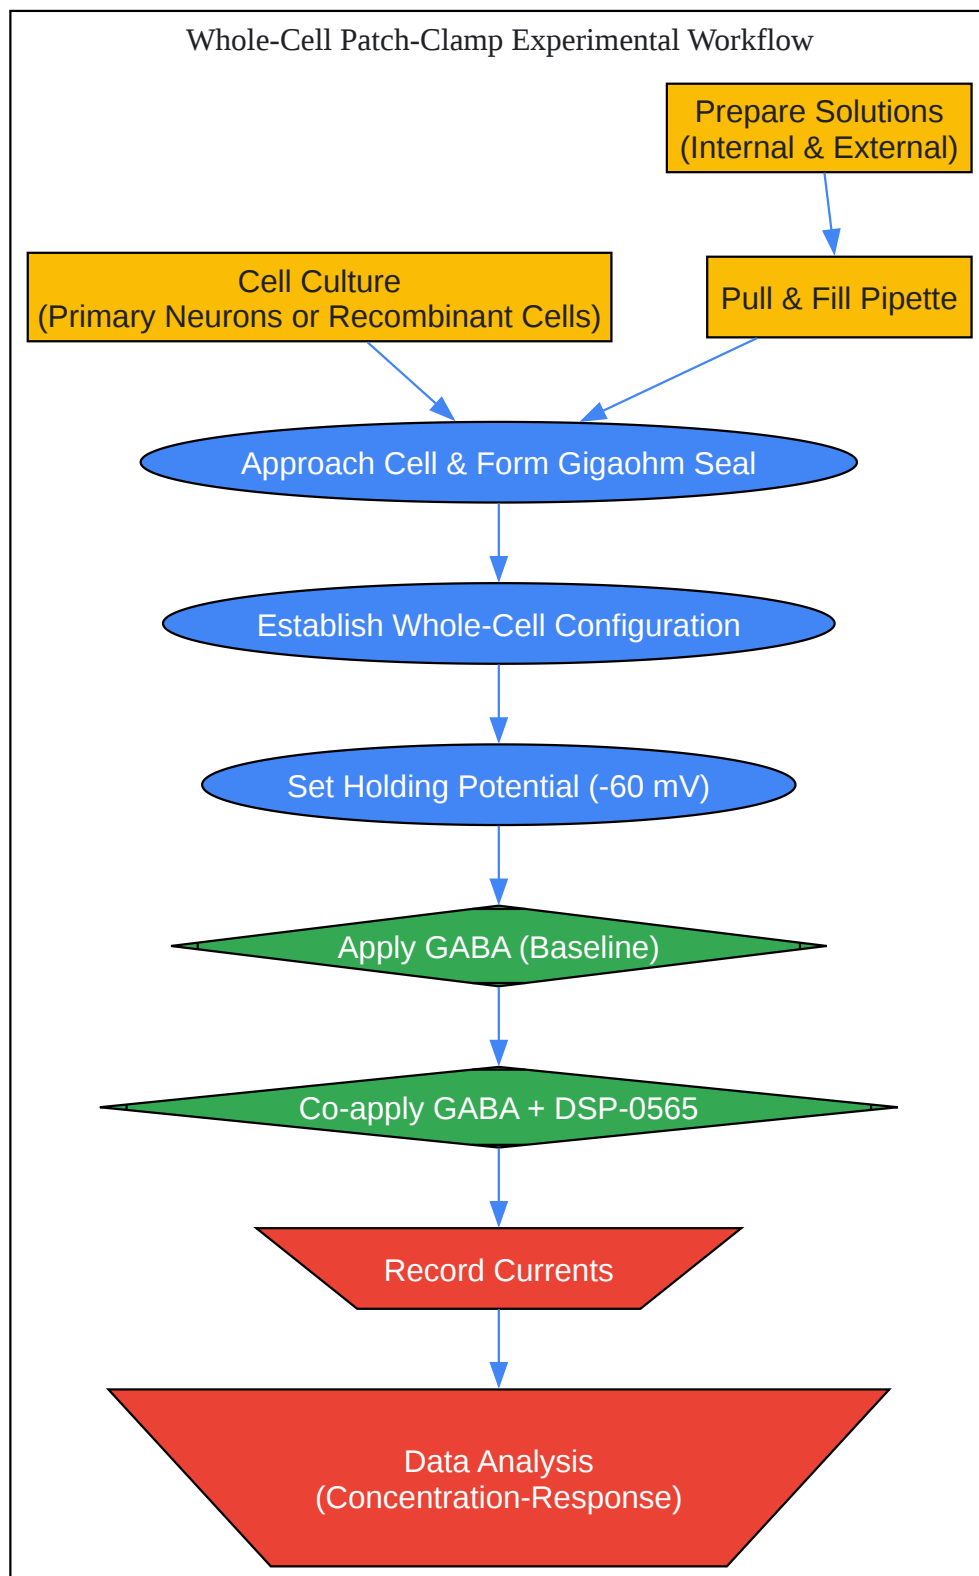 Whole-Cell Patch-Clamp Experimental Workflow
Prepare Solutions
(Internal & External)
Cell Culture
(Primary Neurons or Recombinant Cells)
Pull & Fill Pipette
Approach Cell & Form Gigaohm Seal
Establish Whole-Cell Configuration
Set Holding Potential (-60 mV)
Apply GABA (Baseline)
Co-apply GABA + DSP-0565
Record Currents
Data Analysis
(Concentration-Response)